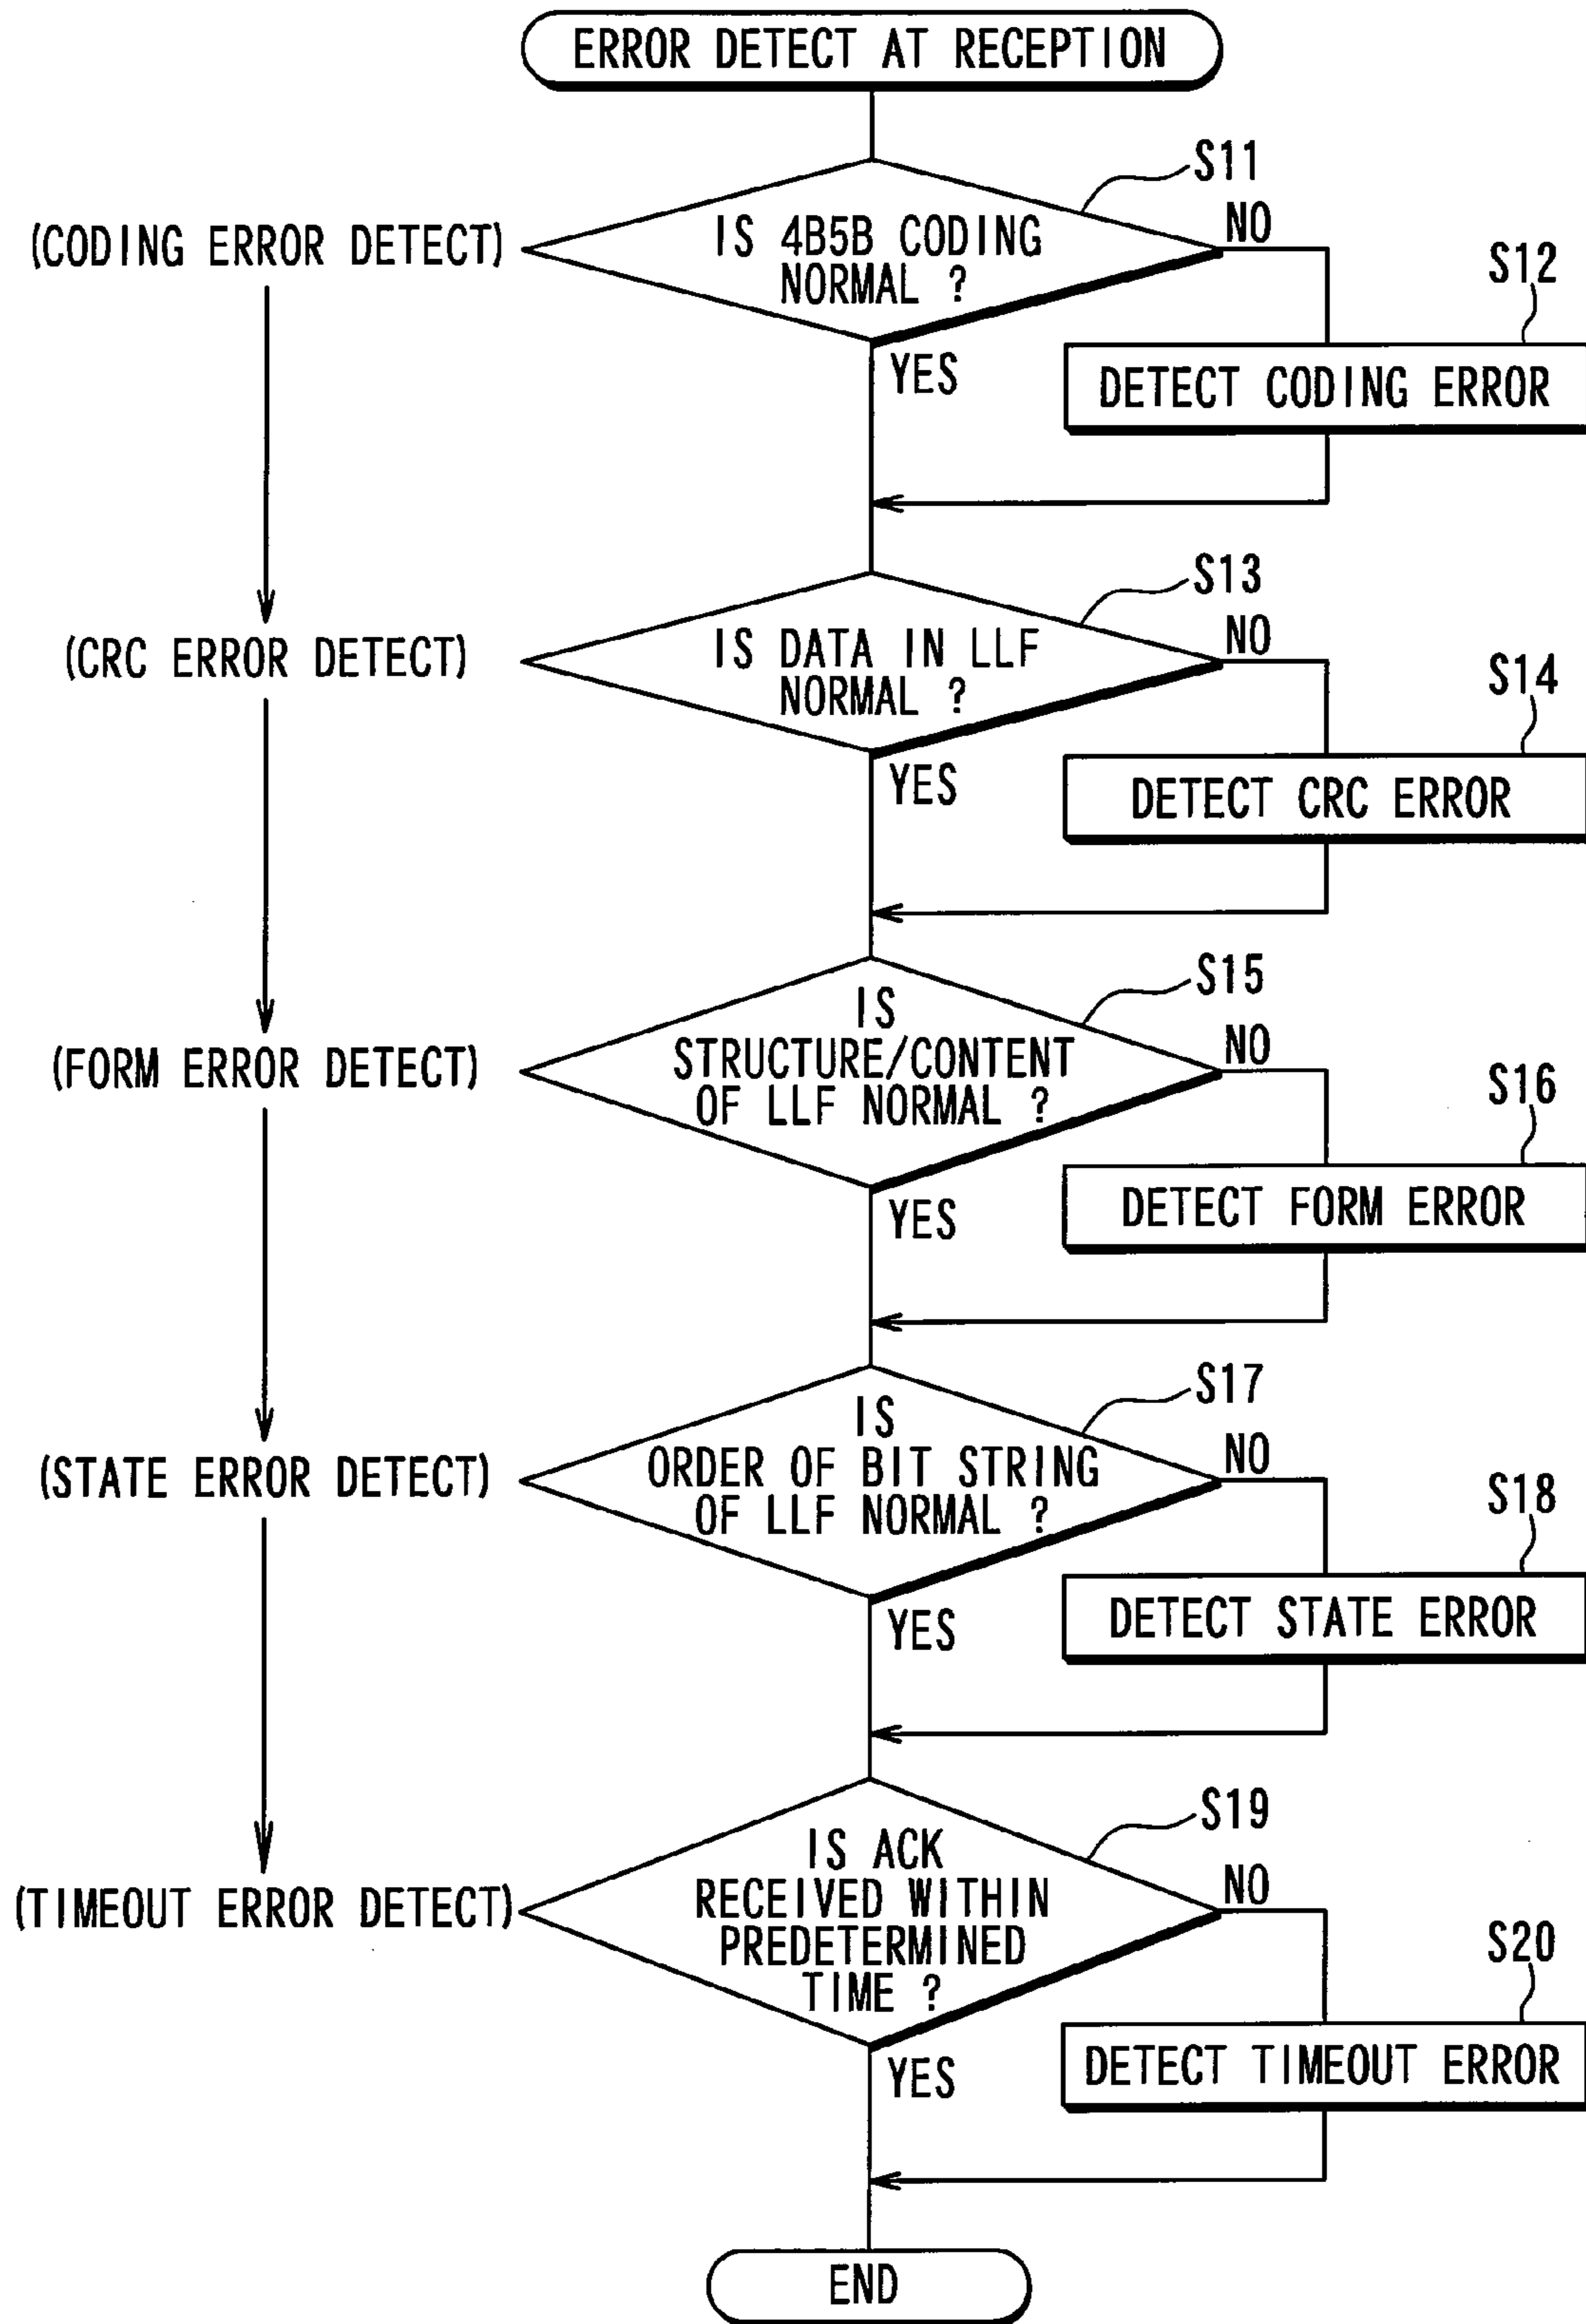 ERROR DETECT AT RECEPTION
S11
(CODING ERROR DETECT)
IS 4B5B CODING
NORMAL ?
NO
S12
YES
DETECT CODING ERROR
S13
(CRC ERROR DETECT)
IS DATA IN LLF
NORMAL ?
NO
S14
YES
DETECT CRC ERROR
S15
(FORM ERROR DETECT)
IS
STRUCTURE/CONTENT
OF LLF NORMAL ?
NO
S16
YES
DETECT FORM ERROR
S17
(STATE ERROR DETECT)
IS
ORDER OF BIT STRING
OF LLF NORMAL ?
NO
S18
YES
DETECT STATE ERROR
S19
(TIMEOUT ERROR DETECT)
IS ACK
RECEIVED WITHIN
PREDETERMINED
TIME ?
NO
S20
YES
DETECT TIMEOUT ERROR
END